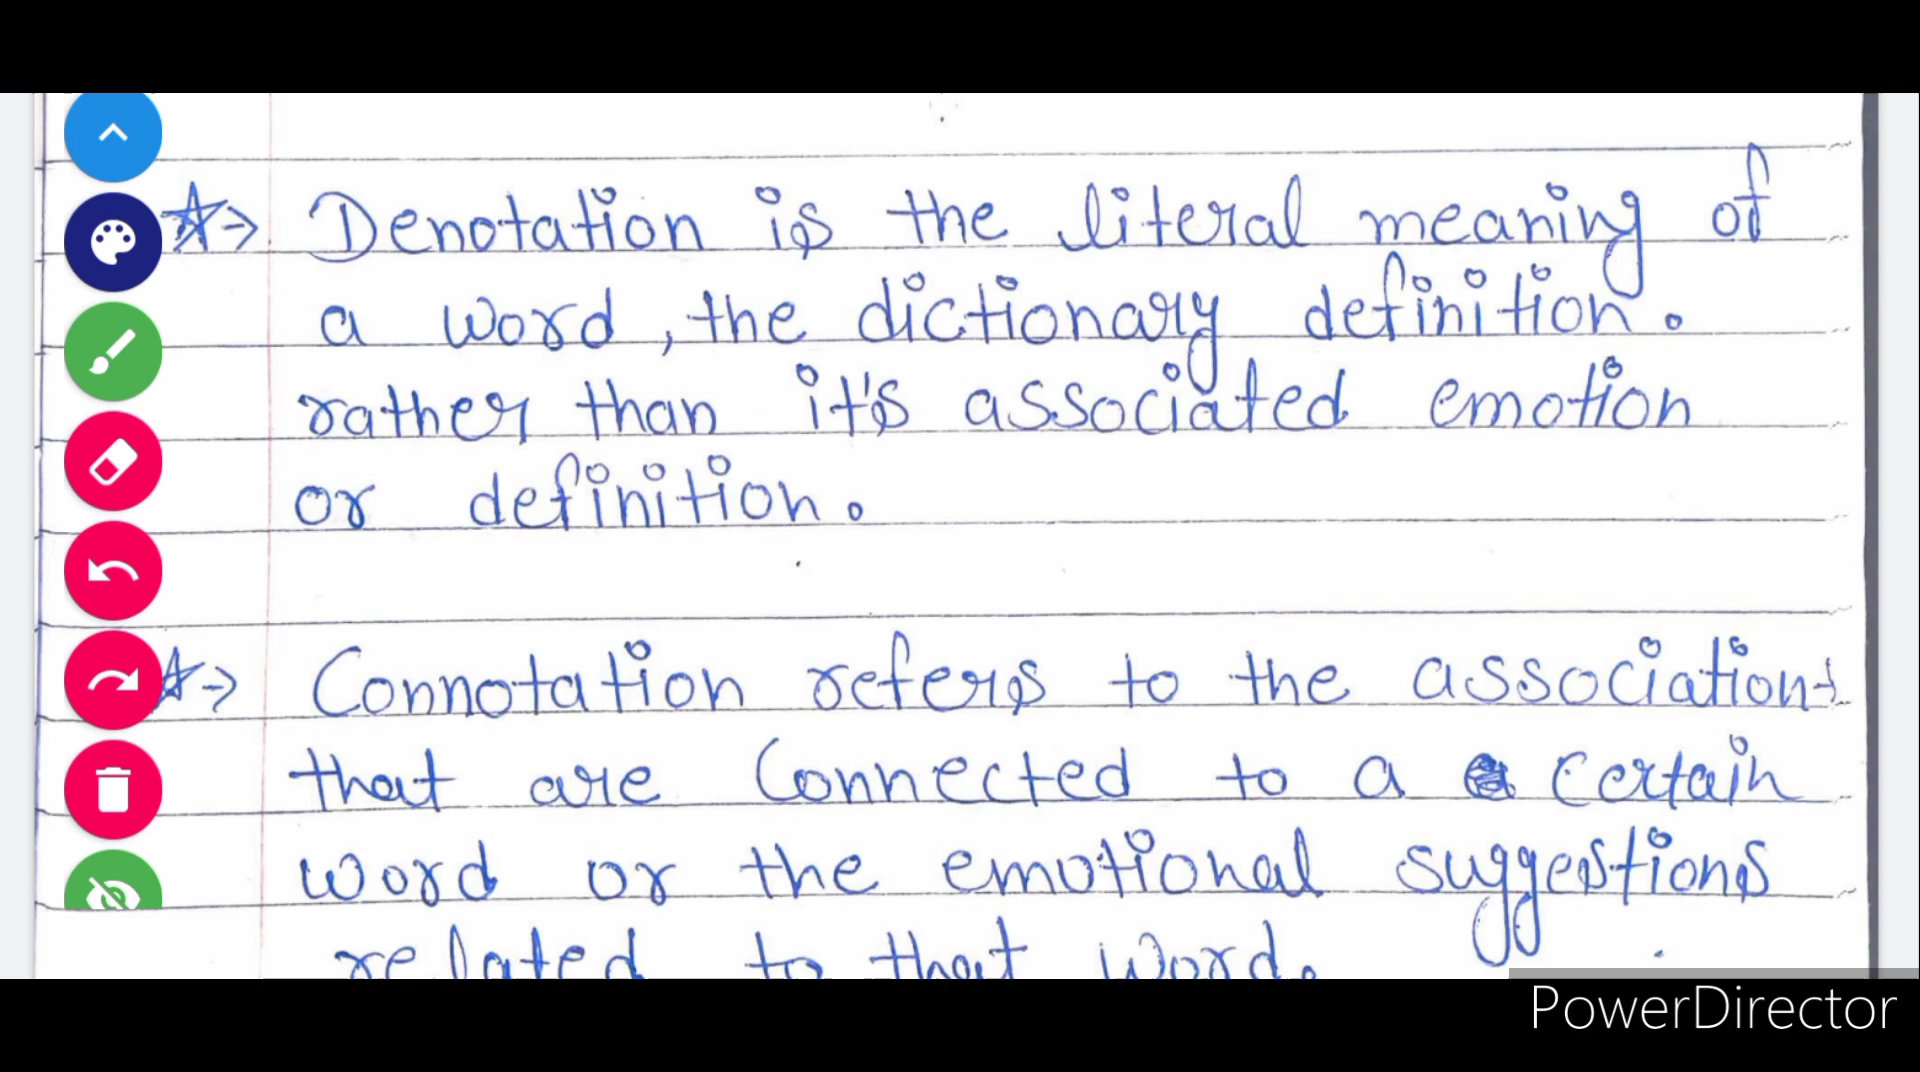 ☆→ Denotation is the literal meaning of
a word, the dictionary definition.
rather than it's associated emotion
or definition.
☆→ Connotation refers to the associations
that are Connected to a certain
word or the emotional suggestions
related to that word.
PowerDirector